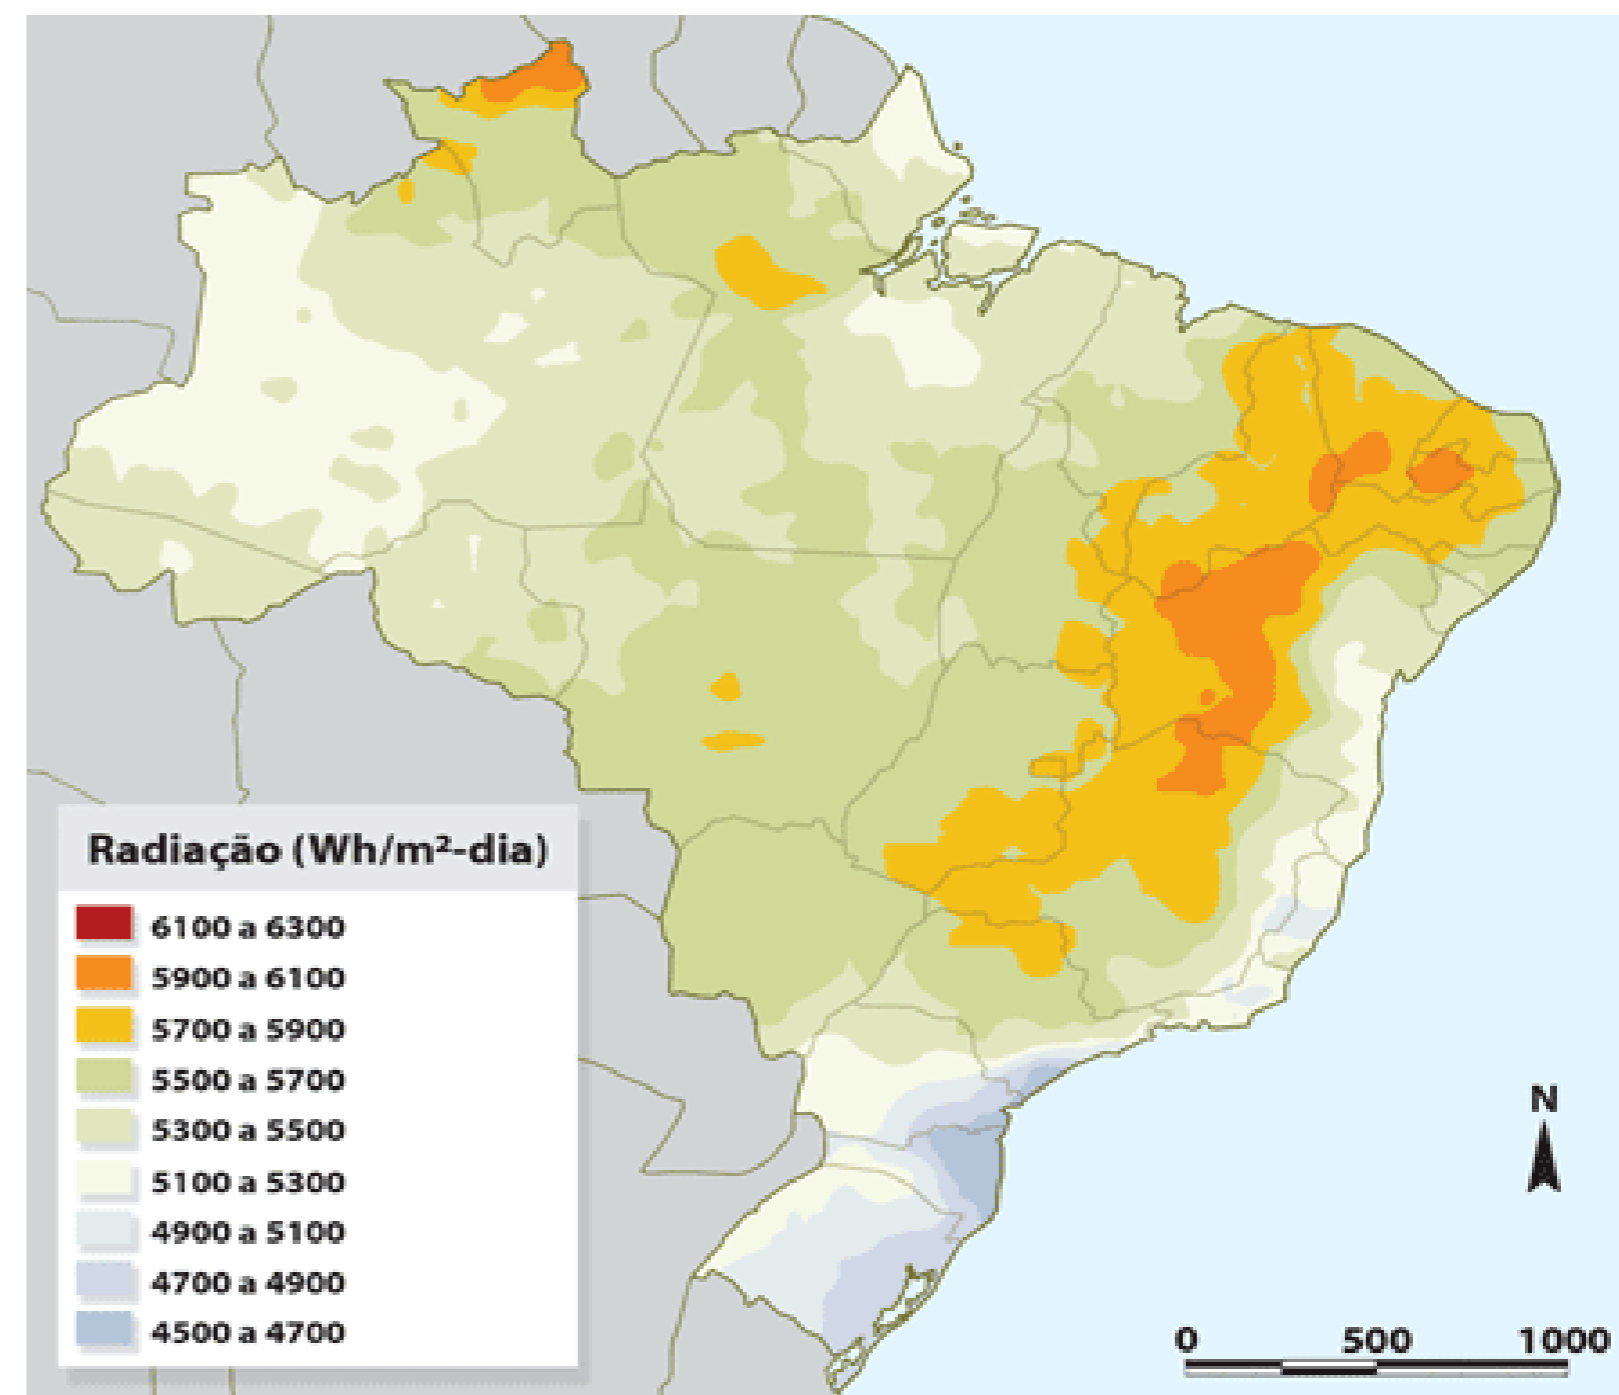 Radiação (Wh/m²-dia)
6100 a 6300
5900 a 6100
5700 a 5900
5500 a 5700
5300 a 5500
5100 a 5300
4900 a 5100
4700 a 4900
4500 a 4700
N
0 500 1000